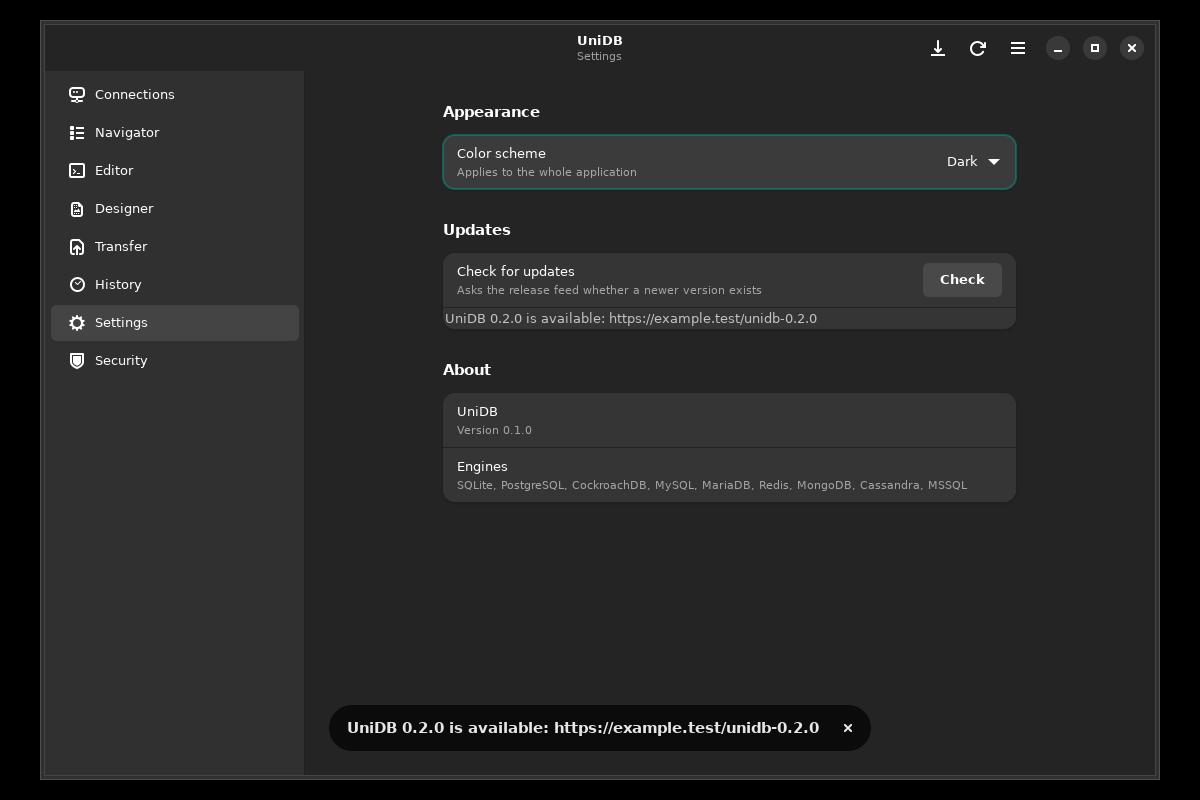 UniDB
Settings
Connections
Navigator
Editor
Designer
Transfer
History
Settings
Security
Appearance
Color scheme
Applies to the whole application
Dark
Updates
Check for updates
Asks the release feed whether a newer version exists
Check
UniDB 0.2.0 is available: https://example.test/unidb-0.2.0
About
UniDB
Version 0.1.0
Engines
SQLite, PostgreSQL, CockroachDB, MySQL, MariaDB, Redis, MongoDB, Cassandra, MSSQL
UniDB 0.2.0 is available: https://example.test/unidb-0.2.0